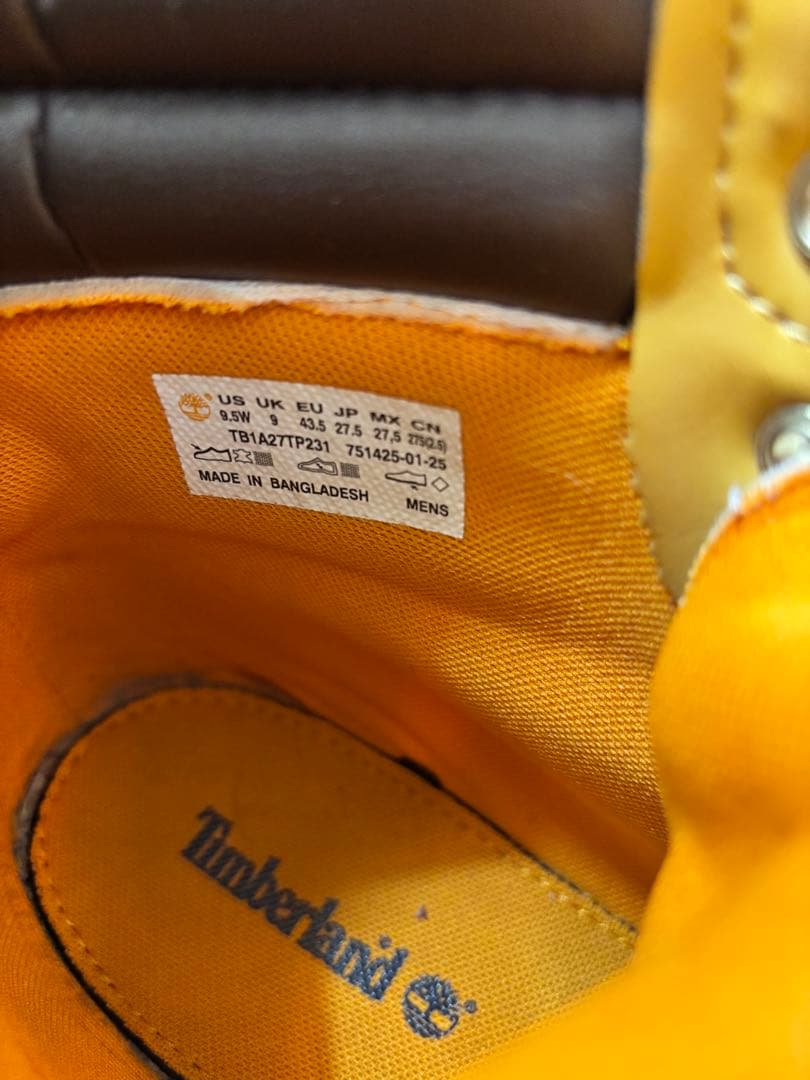 US UK EU JP MX CN
9.5W 9 43.5 27.5 27,5 275(2.5)
TB1A27TP231 751425-01-25
MADE IN BANGLADESH MENS
Timberland